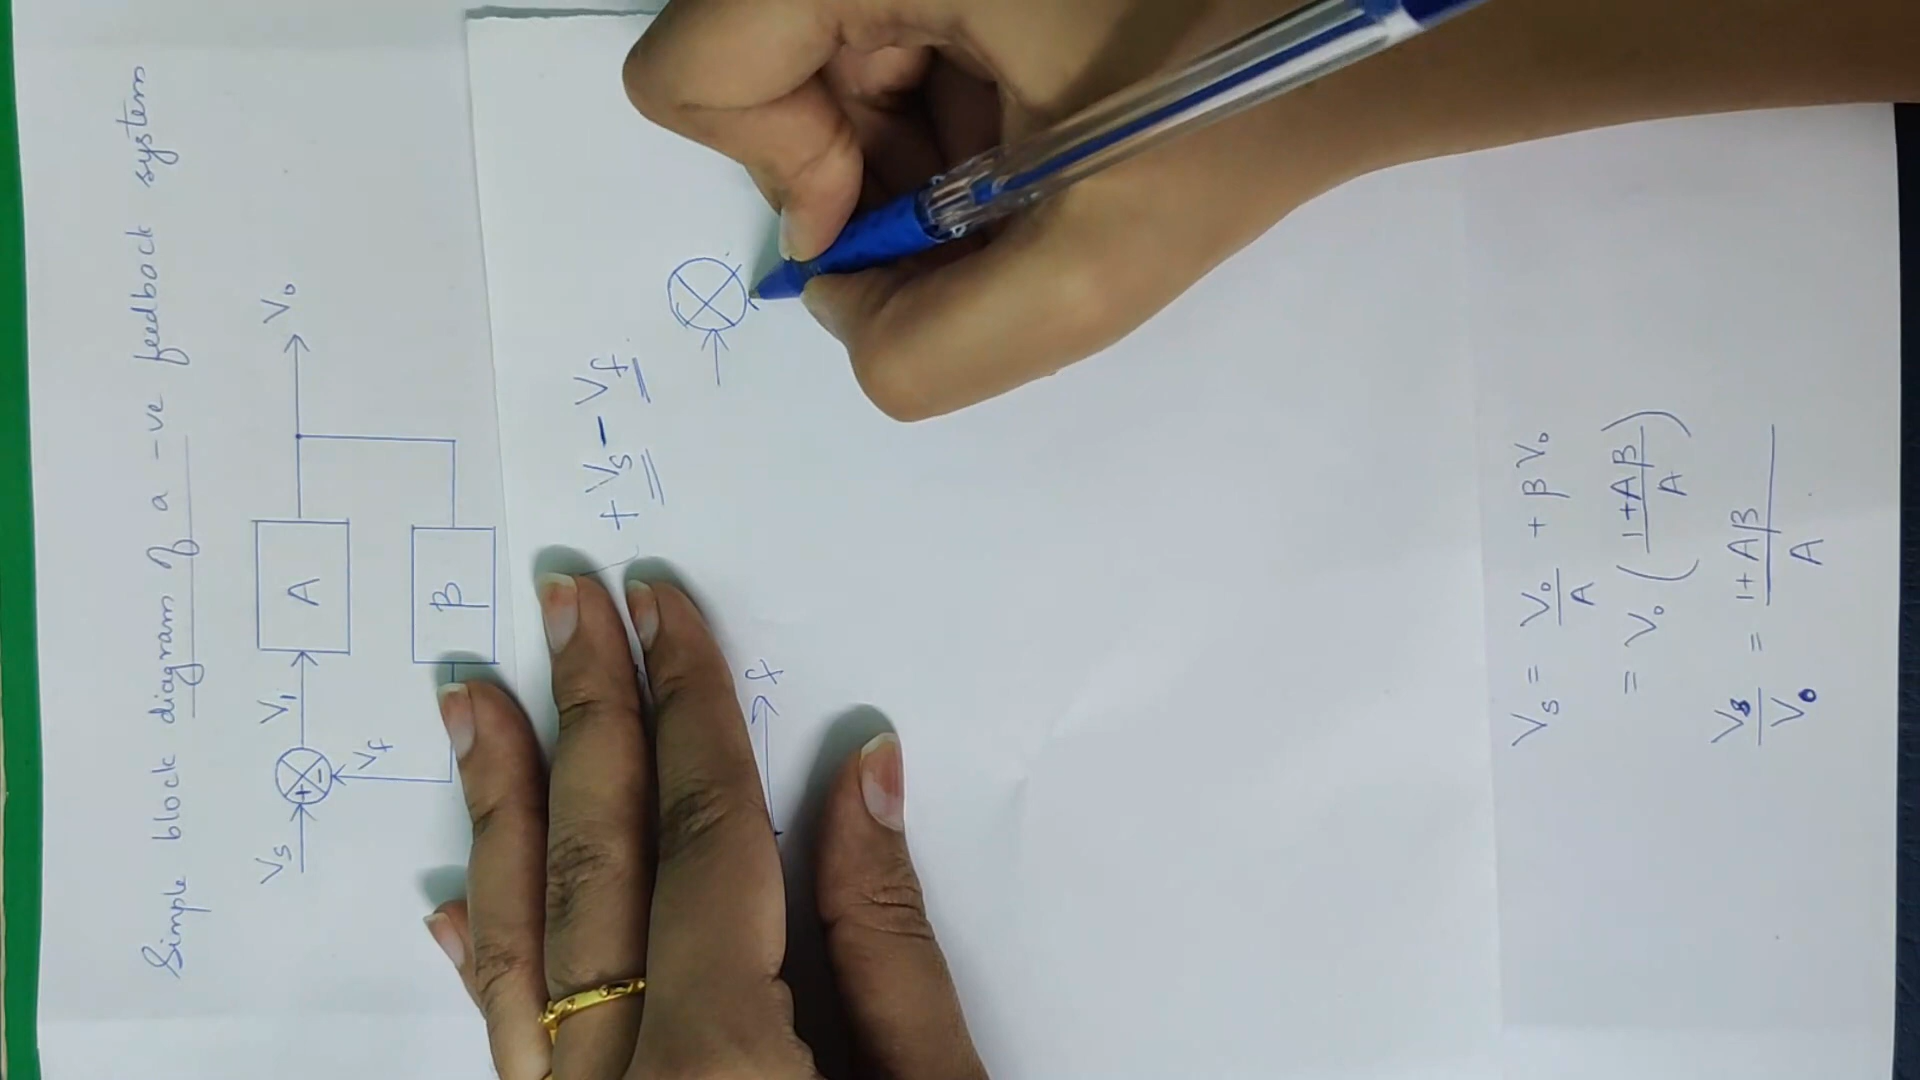 Simple block diagram of a -ve feedback system
Vs + - V1 A Vo
Vf
β
+ Vs - Vf
f
Vs = Vo/A + β Vo
= Vo (1+Aβ/A)
Vs/Vo = 1+Aβ/A